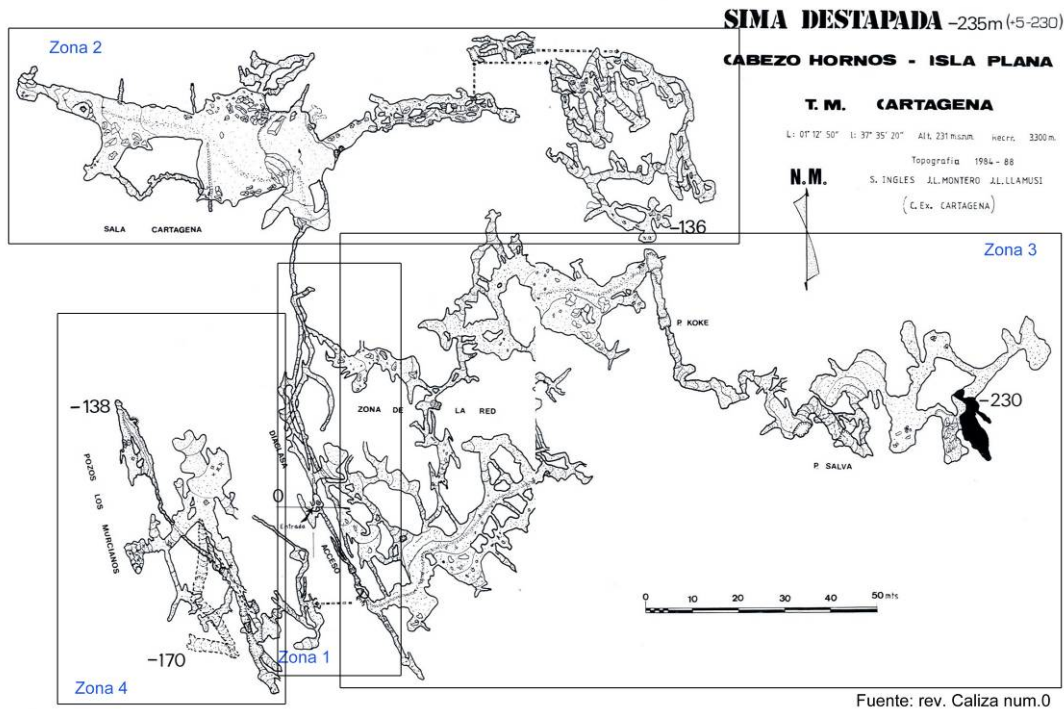 SIMA DESTAPADA -235m (+5-230)
CABEZO HORNOS - ISLA PLANA
T.M. CARTAGENA
L: 01° 12' 50" l: 37° 35' 20" Alt. 231 m.s.n.m. Recrr. 3300 m.
Topografía 1984 - 88
S. INGLES J.L.MONTERO J.L.LLAMUSI
(C. Ex. CARTAGENA)
N.M.
Zona 2
SALA CARTAGENA
-136
Zona 3
P. KOKE
ZONA DE LA RED
-230
P. SALVA
-138
POZOS LOS MURCIANOS
DIACLASA
0
Entrada
ACCESO
-170
Zona 1
Zona 4
0 10 20 30 40 50 mts
Fuente: rev. Caliza num.0